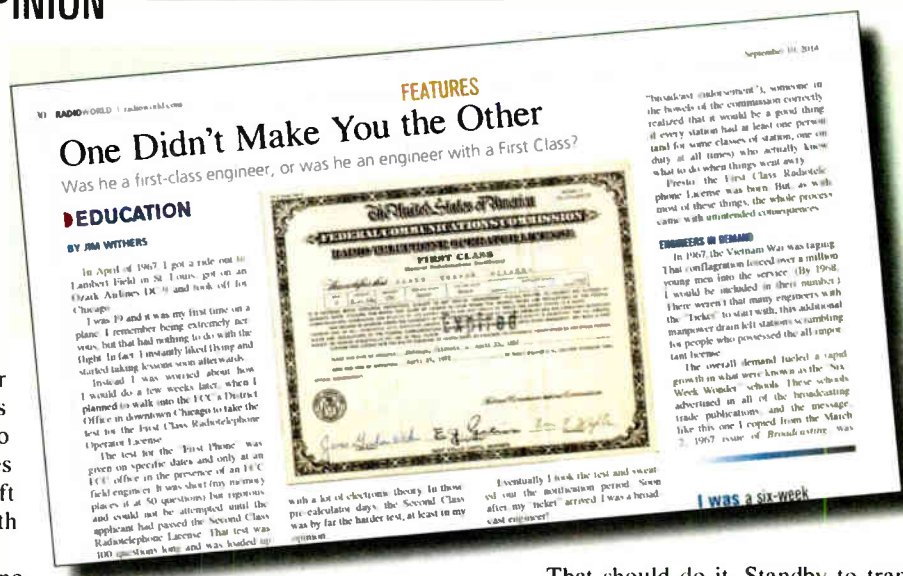 PINION
September 10, 2014
RADIOWORLD | radioworld.com
FEATURES
One Didn't Make You the Other
Was he a first-class engineer, or was he an engineer with a First Class?
EDUCATION
BY JIM WITHERS
In April of 1967 I got a ride out to
Lambert Field in St. Louis, got on an
Ozark Airlines DC 9 and took off for
Chicago.
I was 19 and it was my first time on a
plane. I remember being extremely ner-
vous, but that had nothing to do with the
flight. In fact I instantly liked flying and
started taking lessons soon afterwards.
Instead I was worried about how
I would do a few weeks later, when I
planned to walk into the FCC's District
Office in downtown Chicago to take the
test for the First Class Radiotelephone
Operator License.
The test for the "First Phone" was
given on specific dates and only at an
FCC office in the presence of an FCC
field engineer. It was short (my memory
places it at 50 questions) but rigorous
and could not be attempted until the
applicant had passed the Second Class
Radiotelephone License. That test was
100 questions long and was loaded up
The United States of America
FEDERAL COMMUNICATIONS COMMISSION
RADIOTELEPHONE OPERATOR LICENSE
FIRST CLASS
Expired
with a lot of electronic theory. In those
pre-calculator days, the Second Class
was by far the harder test, at least in my
opinion.
Eventually I took the test and sweat-
ed out the notification period. Soon
after my "ticket" arrived I was a broad-
cast engineer!
"broadcast endorsement"), someone in
the bowels of the commission correctly
realized that it would be a good thing
if every station had at least one person
(and for some classes of station, one on
duty at all times) who actually knew
what to do when things went awry.
Presto: the First Class Radiotele-
phone License was born. But, as with
most of these things, the whole process
came with unintended consequences.
ENGINEERS IN DEMAND
In 1967, the Vietnam War was raging.
That conflagration forced over a million
young men into the service. (By 1968,
I would be included in their number.)
There weren't that many engineers with
the "ticket" to start with, this additional
manpower drain left stations scrambling
for people who possessed the all-impor-
tant license.
The overall demand fueled a rapid
growth in what were known as the "Six
Week Wonder" schools. These schools
advertised in all of the broadcasting
trade publications, and the message,
like this one I copied from the March
1967 issue of Broadcasting was
I was a six-week
r
s
o
es
ft
th
That should do it. Standby to tran